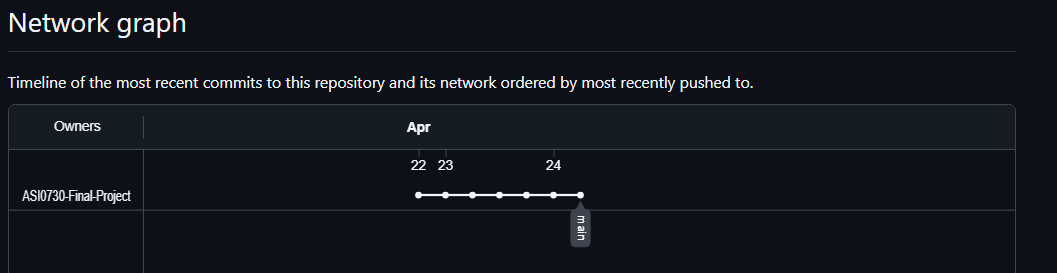 Network graph
Timeline of the most recent commits to this repository and its network ordered by most recently pushed to.
Owners
Apr
22 23 24
ASI0730-Final-Project
main